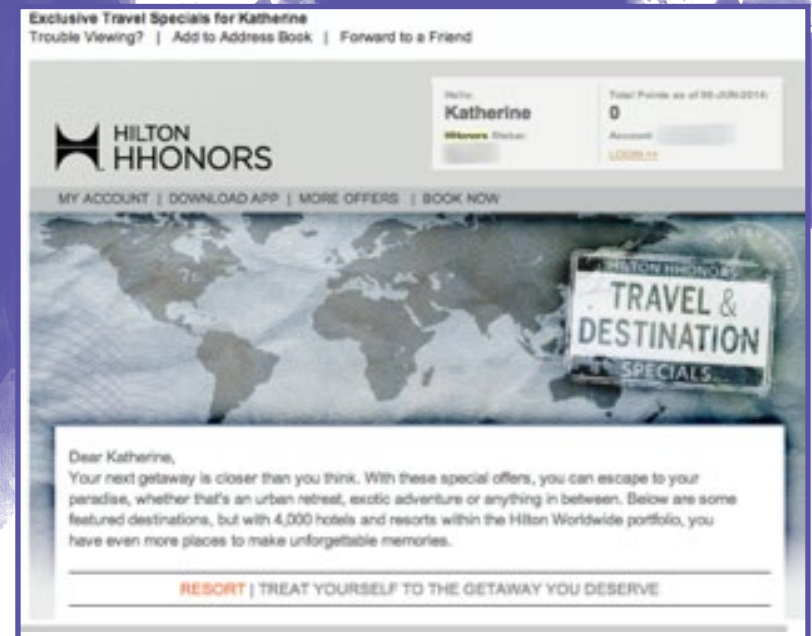 Exclusive Travel Specials for Katherine
Trouble Viewing? | Add to Address Book | Forward to a Friend
HILTON
HHONORS
Hello:
Katherine
HHonors Status:
Total Points as of 09-JUN-2014:
0
Account:
LOGIN >>
MY ACCOUNT | DOWNLOAD APP | MORE OFFERS | BOOK NOW
HILTON HHONORS
TRAVEL &
DESTINATION
SPECIALS
Dear Katherine,
Your next getaway is closer than you think. With these special offers, you can escape to your
paradise, whether that's an urban retreat, exotic adventure or anything in between. Below are some
featured destinations, but with 4,000 hotels and resorts within the Hilton Worldwide portfolio, you
have even more places to make unforgettable memories.
RESORT | TREAT YOURSELF TO THE GETAWAY YOU DESERVE